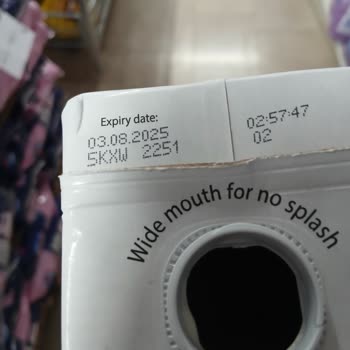 Expiry date:
03.08.2025
5KXW 2251
02:57:47
02
Wide mouth for no splash